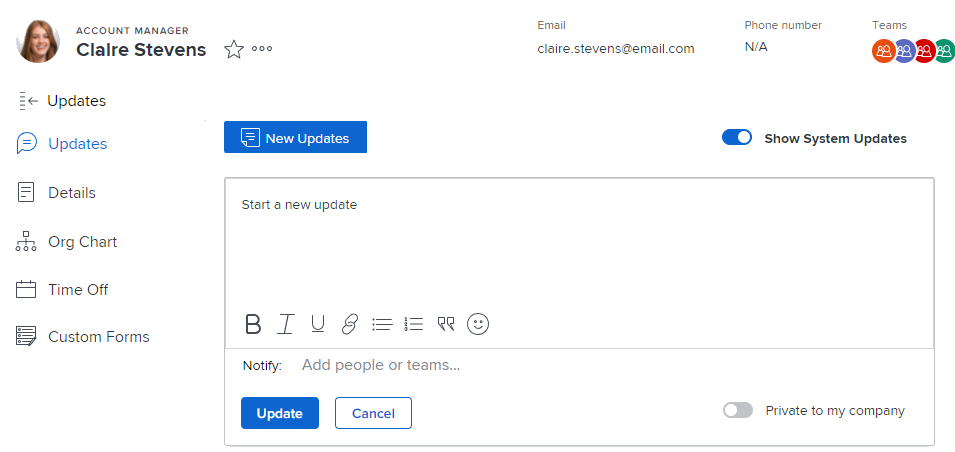 ACCOUNT MANAGER
Claire Stevens
Email
claire.stevens@email.com
Phone number
N/A
Teams
Updates
Updates
Details
Org Chart
Time Off
Custom Forms
New Updates
Show System Updates
Start a new update
B I U
Notify: Add people or teams...
Update
Cancel
Private to my company